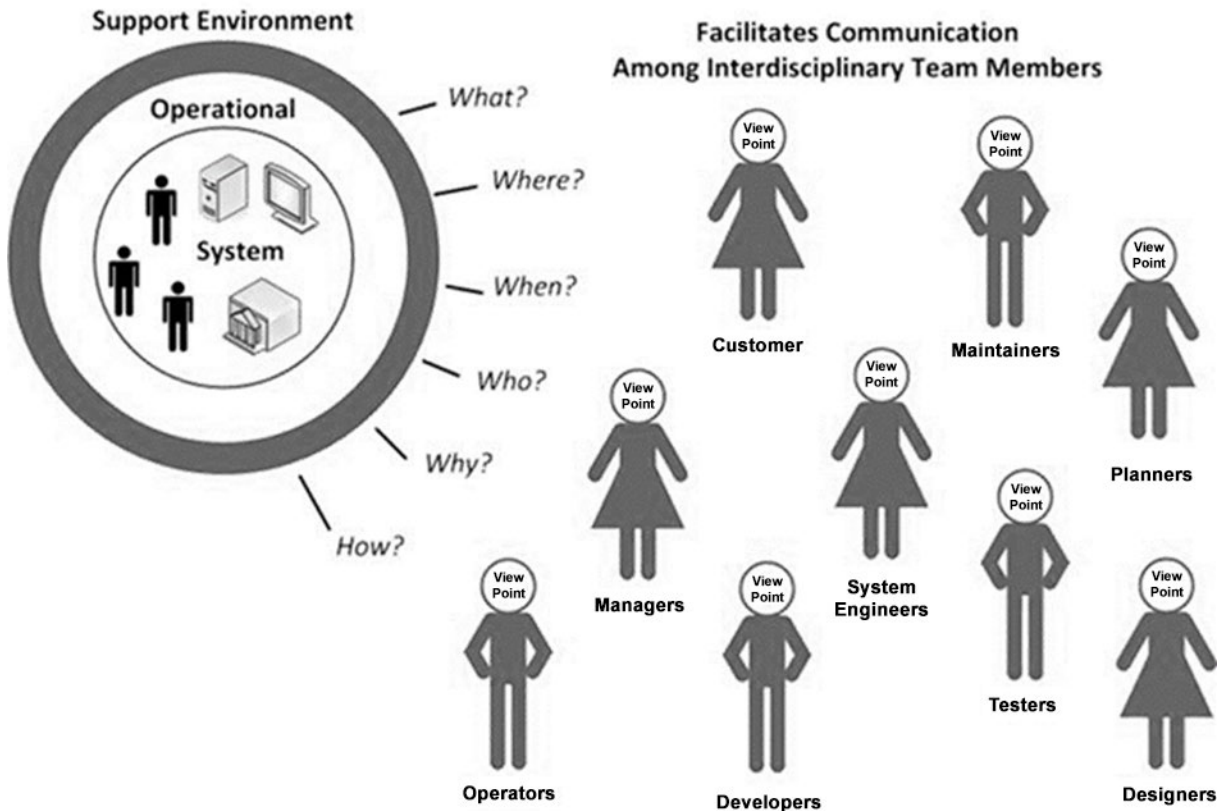 Support Environment
Operational
System
What?
Where?
When?
Who?
Why?
How?
Facilitates Communication
Among Interdisciplinary Team Members
View
Point
Customer
View
Point
Maintainers
View
Point
Planners
View
Point
Managers
View
Point
System
Engineers
View
Point
Testers
View
Point
Operators
View
Point
Developers
View
Point
Designers